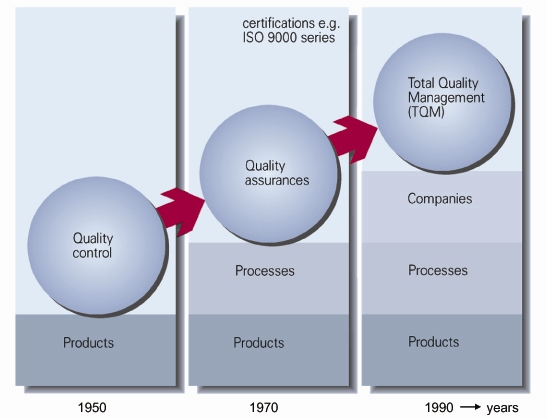 certifications e.g.
ISO 9000 series
Total Quality
Management
(TQM)
Quality
assurances
Quality
control
Companies
Processes
Processes
Products
Products
Products
1950
1970
1990 → years